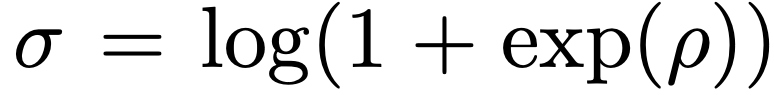 σ = log(1 + exp(ρ))